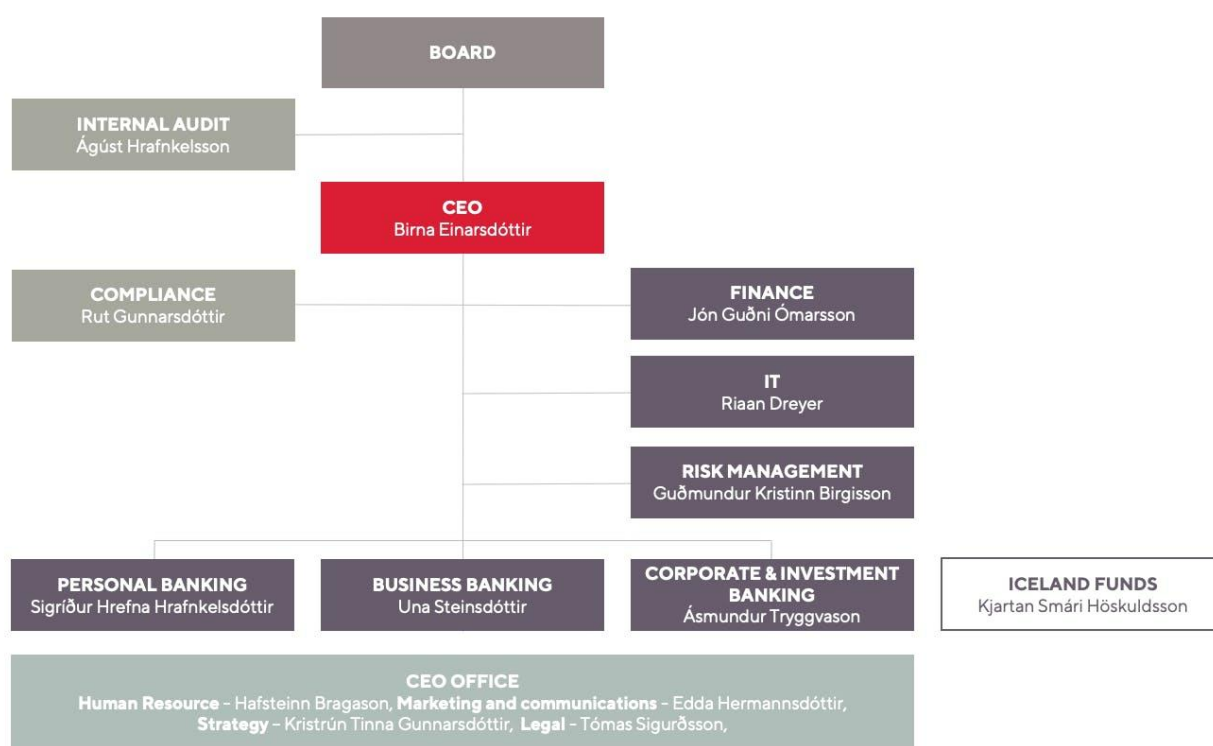 BOARD
INTERNAL AUDIT
Ágúst Hrafnkelsson
CEO
Birna Einarsdóttir
COMPLIANCE
Rut Gunnarsdóttir
FINANCE
Jón Guðni Ómarsson
IT
Riaan Dreyer
RISK MANAGEMENT
Guðmundur Kristinn Birgisson
PERSONAL BANKING
Sigríður Hrefna Hrafnkelsdóttir
BUSINESS BANKING
Una Steinsdóttir
CORPORATE & INVESTMENT
BANKING
Ásmundur Tryggvason
ICELAND FUNDS
Kjartan Smári Höskuldsson
CEO OFFICE
Human Resource - Hafsteinn Bragason, Marketing and communications - Edda Hermannsdóttir,
Strategy – Kristrún Tinna Gunnarsdóttir, Legal - Tómas Sigurðsson,